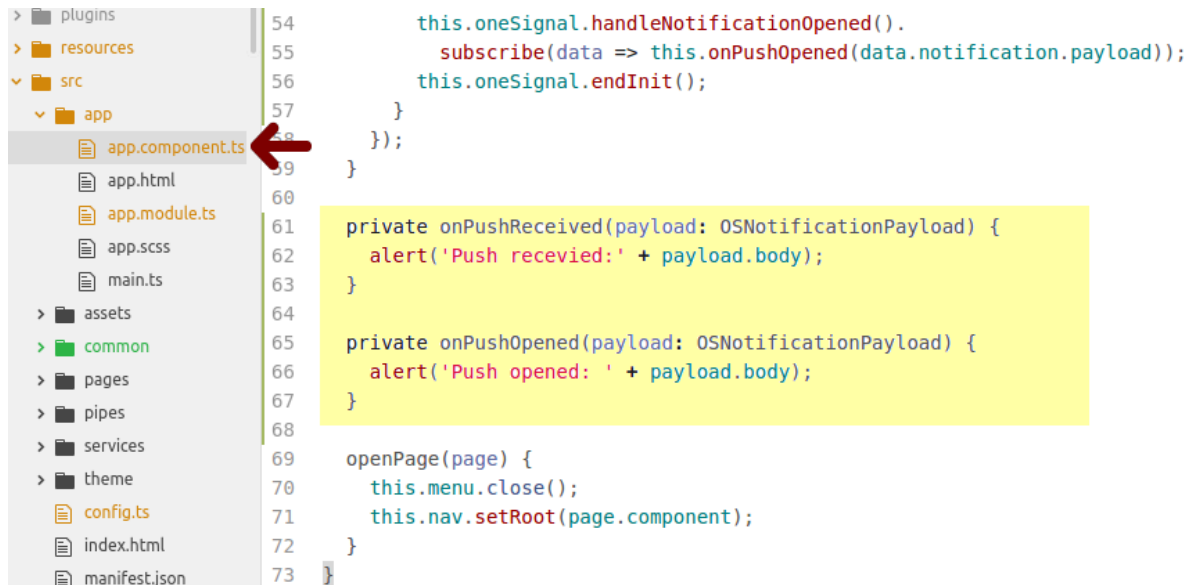 plugins
resources
src
app
app.component.ts
app.html
app.module.ts
app.scss
main.ts
assets
common
pages
pipes
services
theme
config.ts
index.html
manifest.json
54 this.oneSignal.handleNotificationOpened().
55 subscribe(data => this.onPushOpened(data.notification.payload));
56 this.oneSignal.endInit();
57 }
58 });
59 }
60
61 private onPushReceived(payload: OSNotificationPayload) {
62 alert('Push recevied:' + payload.body);
63 }
64
65 private onPushOpened(payload: OSNotificationPayload) {
66 alert('Push opened: ' + payload.body);
67 }
68
69 openPage(page) {
70 this.menu.close();
71 this.nav.setRoot(page.component);
72 }
73 }